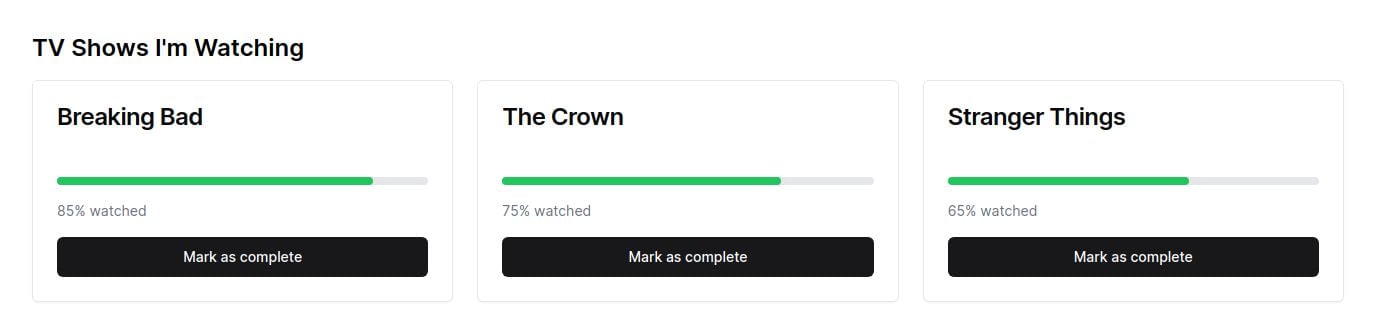 TV Shows I'm Watching
Breaking Bad
85% watched
Mark as complete
The Crown
75% watched
Mark as complete
Stranger Things
65% watched
Mark as complete